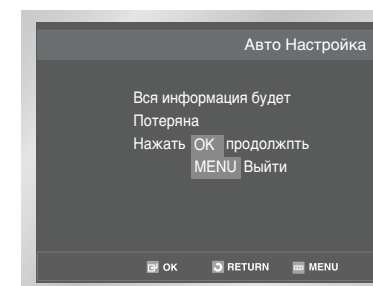 Авто Настройка
Вся информация будет
Потеряна
Нажать OK продолжпть
MENU Выйти
OK RETURN MENU